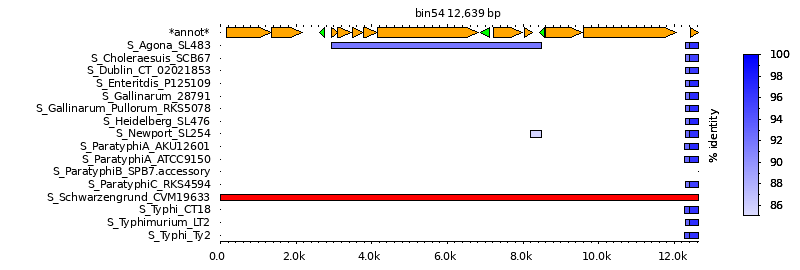 bin54 12,639 bp
*annot*
S_Agona_SL483
S_Choleraesuis_SCB67
S_Dublin_CT_02021853
S_Enteritdis_P125109
S_Gallinarum_28791
S_Gallinarum_Pullorum_RKS5078
S_Heidelberg_SL476
S_Newport_SL254
S_ParatyphiA_AKU12601
S_ParatyphiA_ATCC9150
S_ParatyphiB_SPB7.accessory
S_ParatyphiC_RKS4594
S_Schwarzengrund_CVM19633
S_Typhi_CT18
S_Typhimurium_LT2
S_Typhi_Ty2
0.0 2.0k 4.0k 6.0k 8.0k 10.0k 12.0k
% identity
100
98
96
94
92
90
88
86